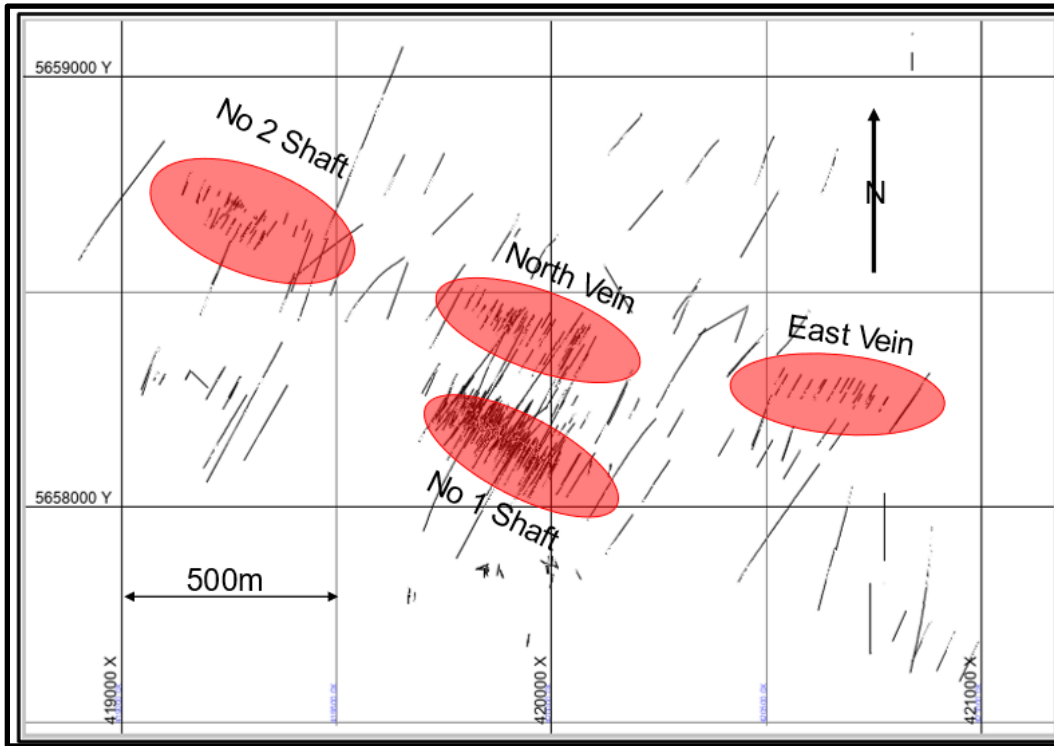 5659000 Y
No 2 Shaft
N
North Vein
East Vein
5658000 Y
No 1 Shaft
500m
419000 X
420000 X
421000 X